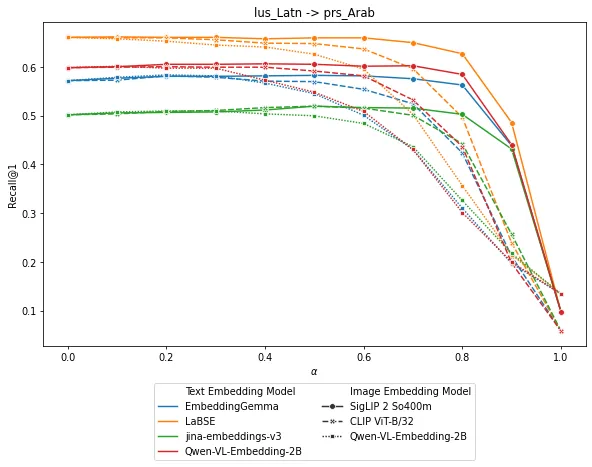 lus_Latn -> prs_Arab
Recall@1
0.6
0.5
0.4
0.3
0.2
0.1
0.0 0.2 0.4 0.6 0.8 1.0
α
Text Embedding Model
EmbeddingGemma
LaBSE
jina-embeddings-v3
Qwen-VL-Embedding-2B
Image Embedding Model
SigLIP 2 So400m
CLIP ViT-B/32
Qwen-VL-Embedding-2B